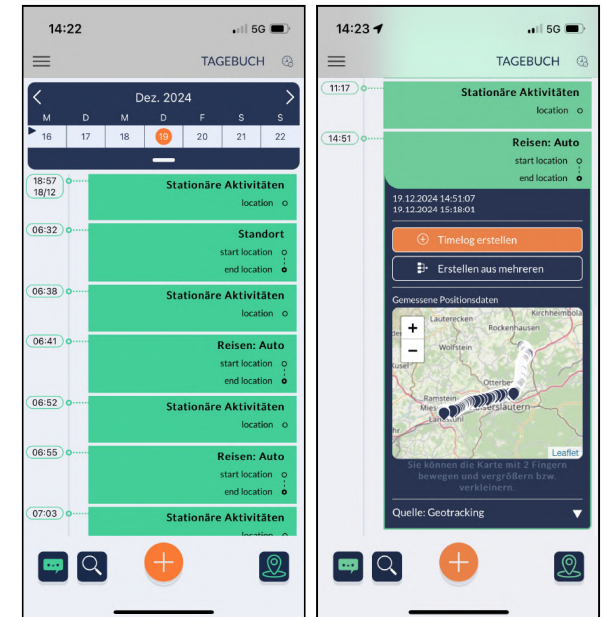 14:22
5G
TAGEBUCH
Dez. 2024
M D M D F S S
16 17 18 19 20 21 22
18:57
18/12
Stationäre Aktivitäten
location
06:32
Standort
start location
end location
06:38
Stationäre Aktivitäten
location
06:41
Reisen: Auto
start location
end location
06:52
Stationäre Aktivitäten
location
06:55
Reisen: Auto
start location
end location
07:03
Stationäre Aktivitäten
location
14:23
5G
TAGEBUCH
11:17
Stationäre Aktivitäten
location
14:51
Reisen: Auto
start location
end location
19.12.2024 14:51:07
19.12.2024 15:18:01
Timelog erstellen
Erstellen aus mehreren
Gemessene Positionsdaten
+
−
Lauterecken
Kirchheimbola
Rockenhausen
Wolfstein
Kusel
Otterbe
Ramstein
Mies
Landstuhl
Leaflet
Sie können die Karte mit 2 Fingern
bewegen und vergrößern bzw.
verkleinern.
Quelle: Geotracking